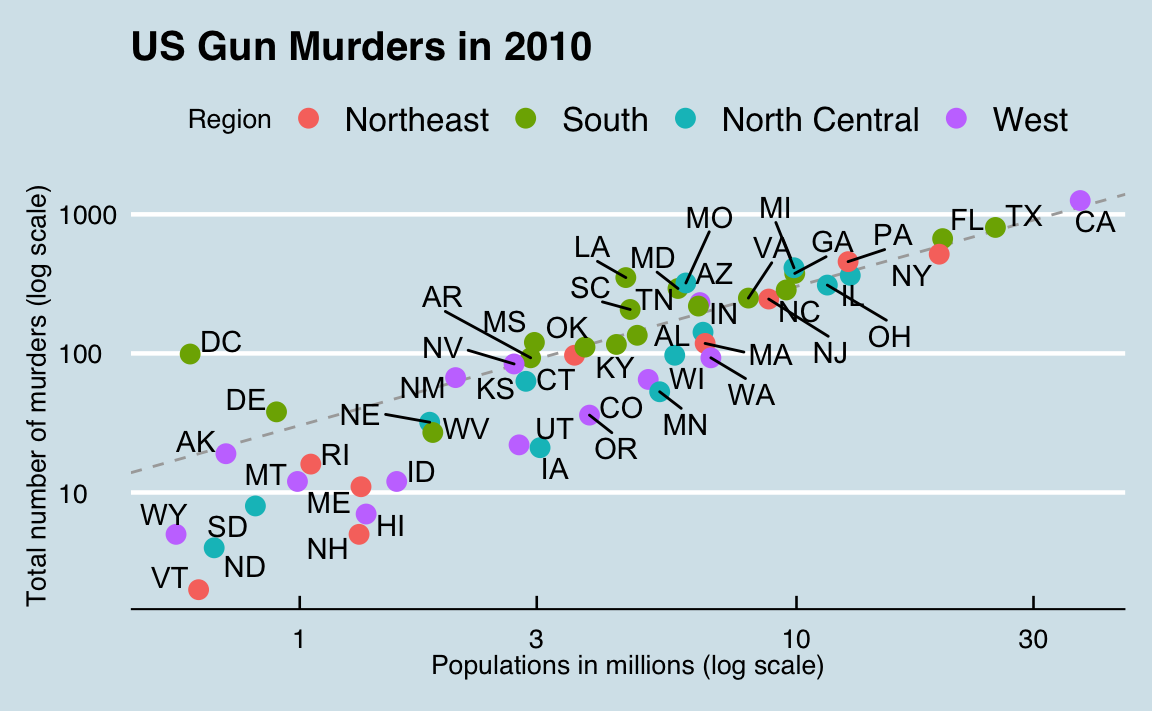 US Gun Murders in 2010
Region Northeast South North Central West
Total number of murders (log scale)
1000
100
10
MI
MO
FL TX
CA
LA MD VA GA PA
AZ NY
SC TN IL
AR IN NC
MS OK AL OH
DC NV MA NJ
KS CT KY
NM WI WA
DE NE WV CO MN
AK UT OR
RI IA
MT ID
ME
WY SD HI
NH
ND
VT
1 3 10 30
Populations in millions (log scale)